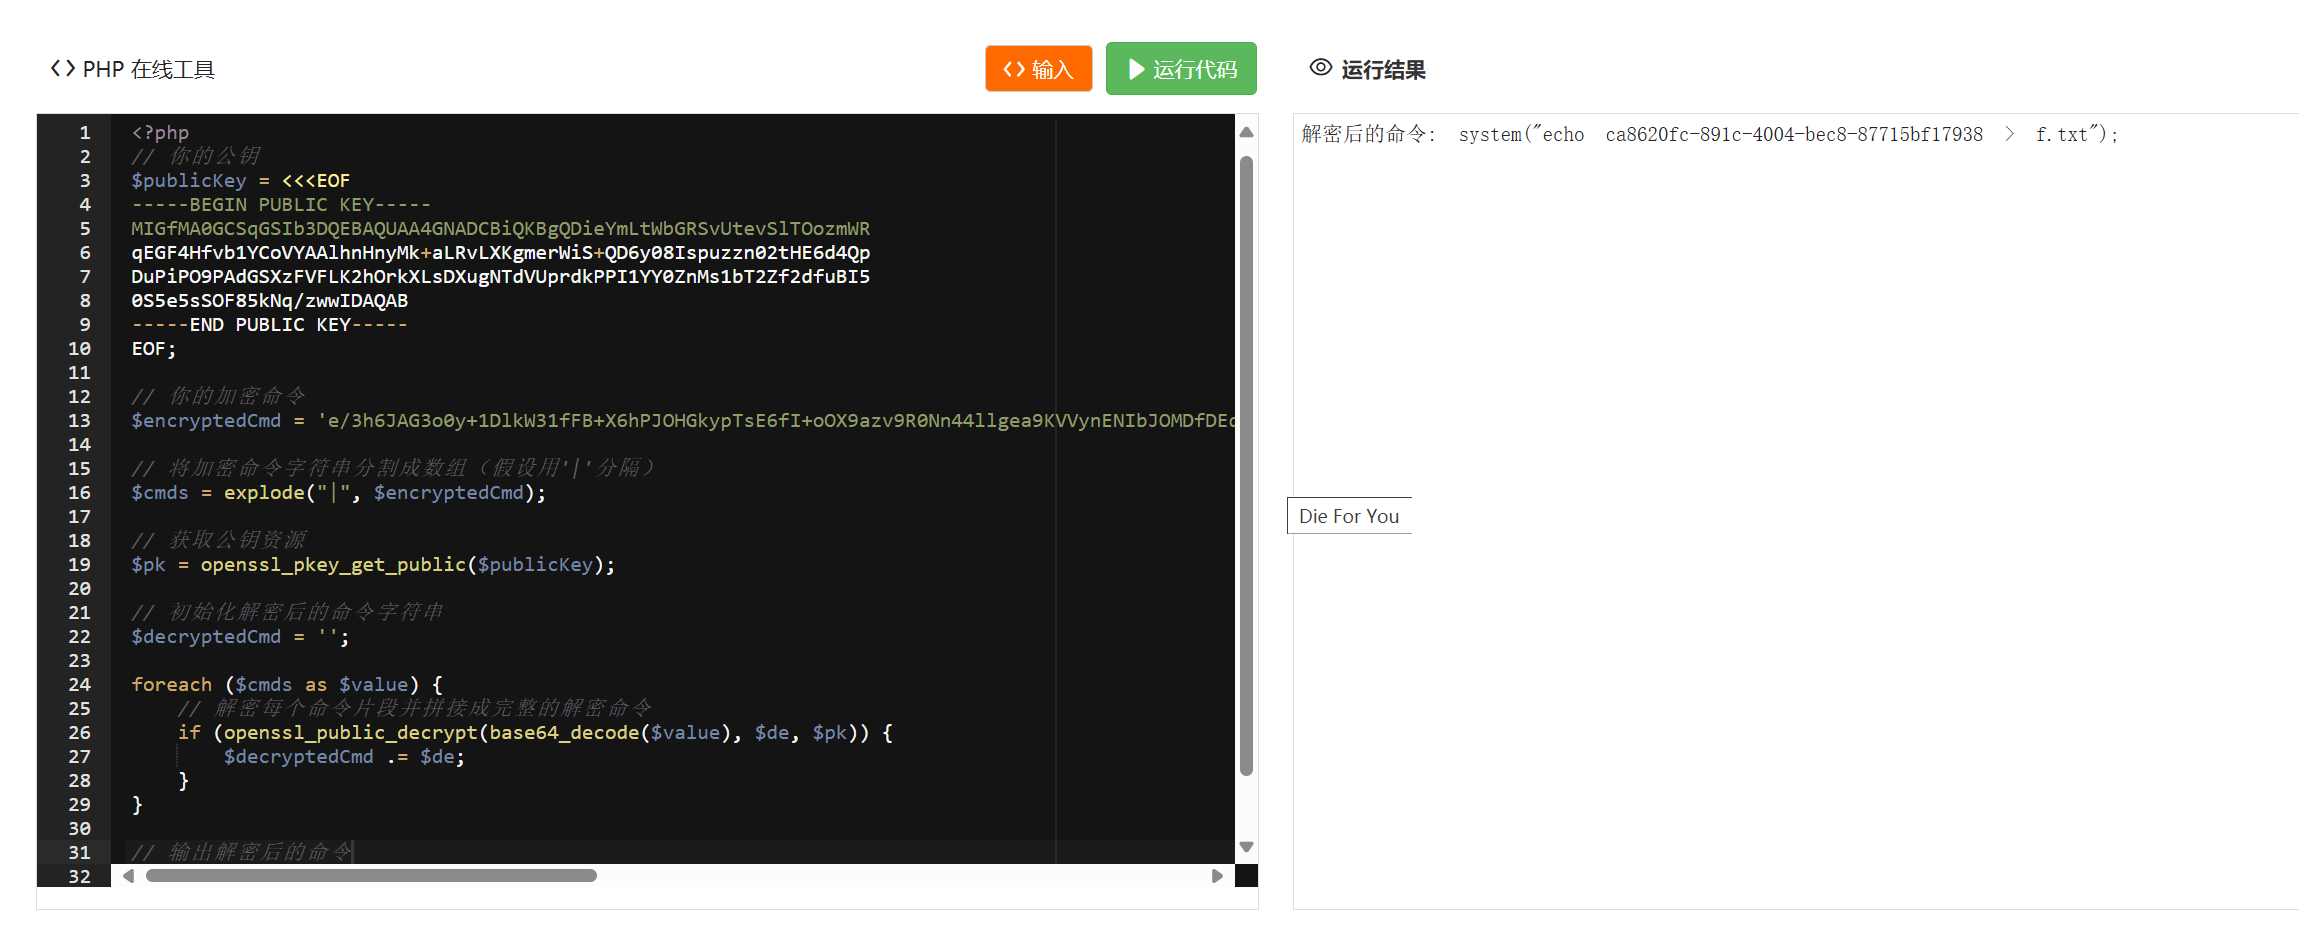 <> PHP 在线工具
<> 输入
运行代码
运行结果
1 <?php
2 // 你的公钥
3 $publicKey = <<<EOF
4 -----BEGIN PUBLIC KEY-----
5 MIGfMA0GCSqGSIb3DQEBAQUAA4GNADCBiQKBgQDieYmLtWbGRSvUtevSlTOozmWR
6 qEGF4Hfvb1YCoVYAAlhnHnyMk+aLRvLXKgmerWiS+QD6y08Ispuzzn02tHE6d4Qp
7 DuPiPO9PAdGSXzFVFLK2hOrkXLsDXugNTdVUprdkPPI1YY0ZnMs1bT2Zf2dfuBI5
8 0S5e5sSOF85kNq/zwwIDAQAB
9 -----END PUBLIC KEY-----
10 EOF;
11
12 // 你的加密命令
13 $encryptedCmd = 'e/3h6JAG3o0y+1DlkW31fFB+X6hPJOHGkypTsE6fI+oOX9azv9R0Nn44llgea9KVVynENIbJOMDfDEc
14
15 // 将加密命令字符串分割成数组（假设用'|'分隔）
16 $cmds = explode("|", $encryptedCmd);
17
18 // 获取公钥资源
19 $pk = openssl_pkey_get_public($publicKey);
20
21 // 初始化解密后的命令字符串
22 $decryptedCmd = '';
23
24 foreach ($cmds as $value) {
25 // 解密每个命令片段并拼接成完整的解密命令
26 if (openssl_public_decrypt(base64_decode($value), $de, $pk)) {
27 $decryptedCmd .= $de;
28 }
29 }
30
31 // 输出解密后的命令
32
解密后的命令: system("echo ca8620fc-891c-4004-bec8-87715bf17938 > f.txt");
Die For You